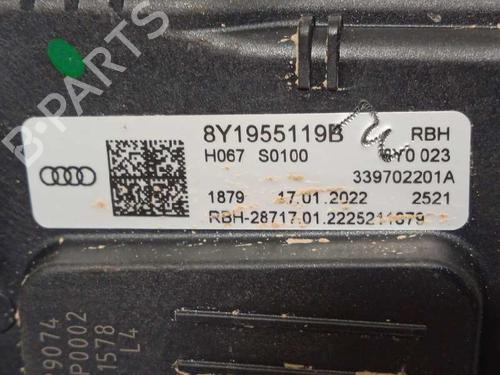 B-PARTS
8Y1955119B RBH
H067 S0100 8Y0 023
339702201A
1879 17.01.2022 2521
RBH-28717.01.2225211879
9074
P0002
1578
L4